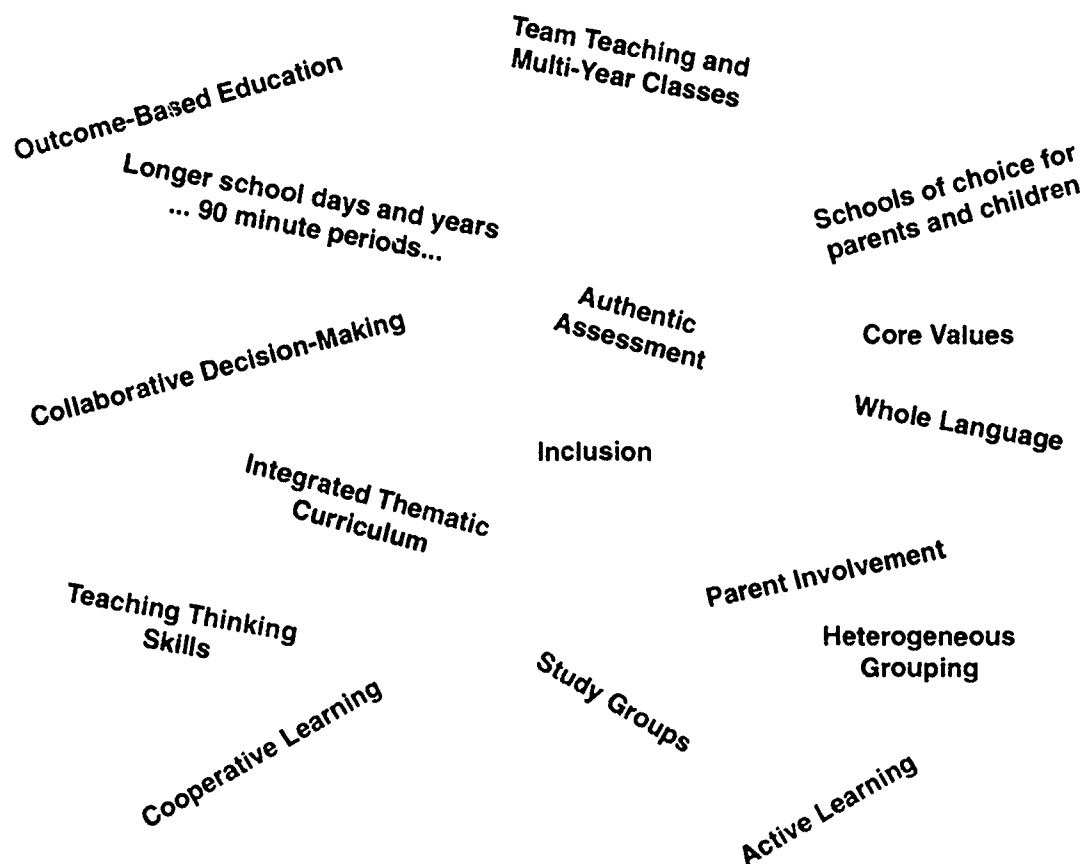 Team Teaching and
Multi-Year Classes
Outcome-Based Education
Longer school days and years
... 90 minute periods...
Schools of choice for
parents and children
Authentic
Assessment
Core Values
Collaborative Decision-Making
Whole Language
Inclusion
Integrated Thematic
Curriculum
Parent Involvement
Teaching Thinking
Skills
Heterogeneous
Grouping
Study Groups
Cooperative Learning
Active Learning